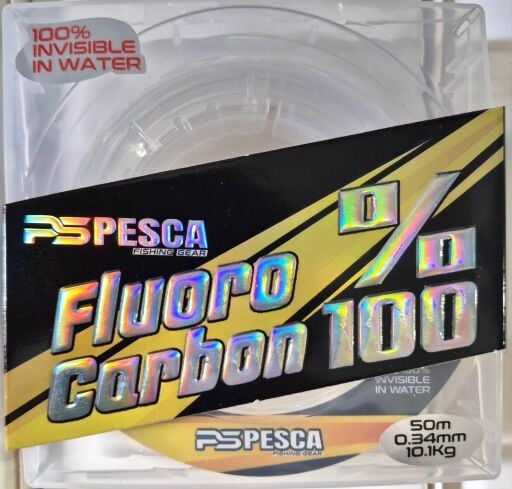 100%
INVISIBLE
IN WATER
PS PESCA
FISHING GEAR
%
Fluoro
Carbon 100
100%
INVISIBLE
IN WATER
PS PESCA
FISHING GEAR
50m
0.34mm
10.1Kg